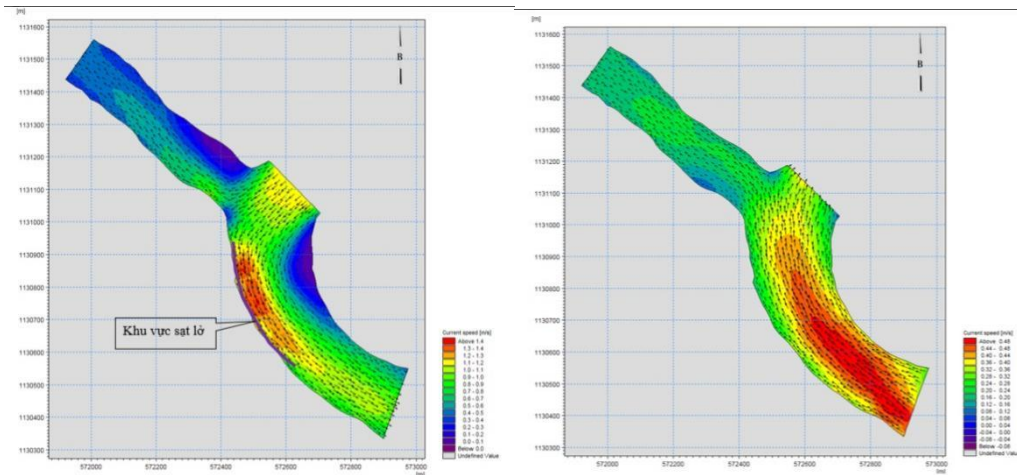 [m]
1131600
1131500
1131400
1131300
1131200
1131100
1131000
1130900
1130800
1130700
1130600
1130500
1130400
1130300
B
Khu vực sạt lở
572000
572200
572400
572600
572800
573000
[m]
Current speed [m/s]
Above 1.4
1.3 - 1.4
1.2 - 1.3
1.1 - 1.2
1.0 - 1.1
0.9 - 1.0
0.8 - 0.9
0.7 - 0.8
0.6 - 0.7
0.5 - 0.6
0.4 - 0.5
0.3 - 0.4
0.2 - 0.3
0.1 - 0.2
0.0 - 0.1
Below 0.0
Undefined Value
[m]
1131600
1131500
1131400
1131300
1131200
1131100
1131000
1130900
1130800
1130700
1130600
1130500
1130400
1130300
B
572000
572200
572400
572600
572800
573000
[m]
Current speed [m/s]
Above 0.48
0.44 - 0.48
0.40 - 0.44
0.36 - 0.40
0.32 - 0.36
0.28 - 0.32
0.24 - 0.28
0.20 - 0.24
0.16 - 0.20
0.12 - 0.16
0.08 - 0.12
0.04 - 0.08
0.00 - 0.04
-0.04 - 0.00
-0.08 - -0.04
Below -0.08
Undefined Value